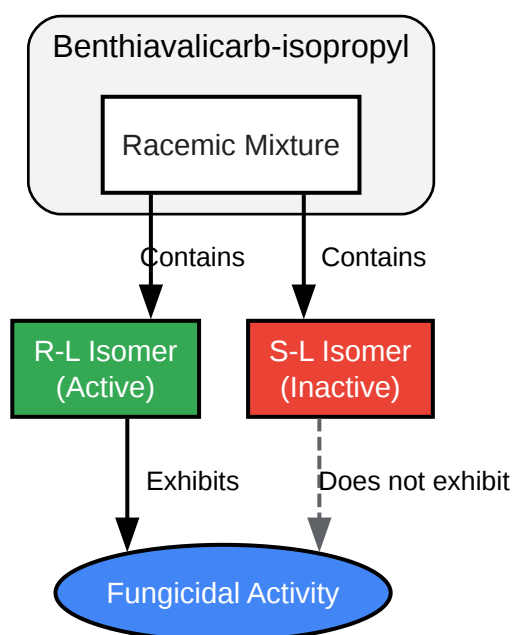 Benthiavalicarb-isopropyl
Racemic Mixture
Contains
Contains
R-L Isomer
(Active)
S-L Isomer
(Inactive)
Exhibits
Does not exhibit
Fungicidal Activity